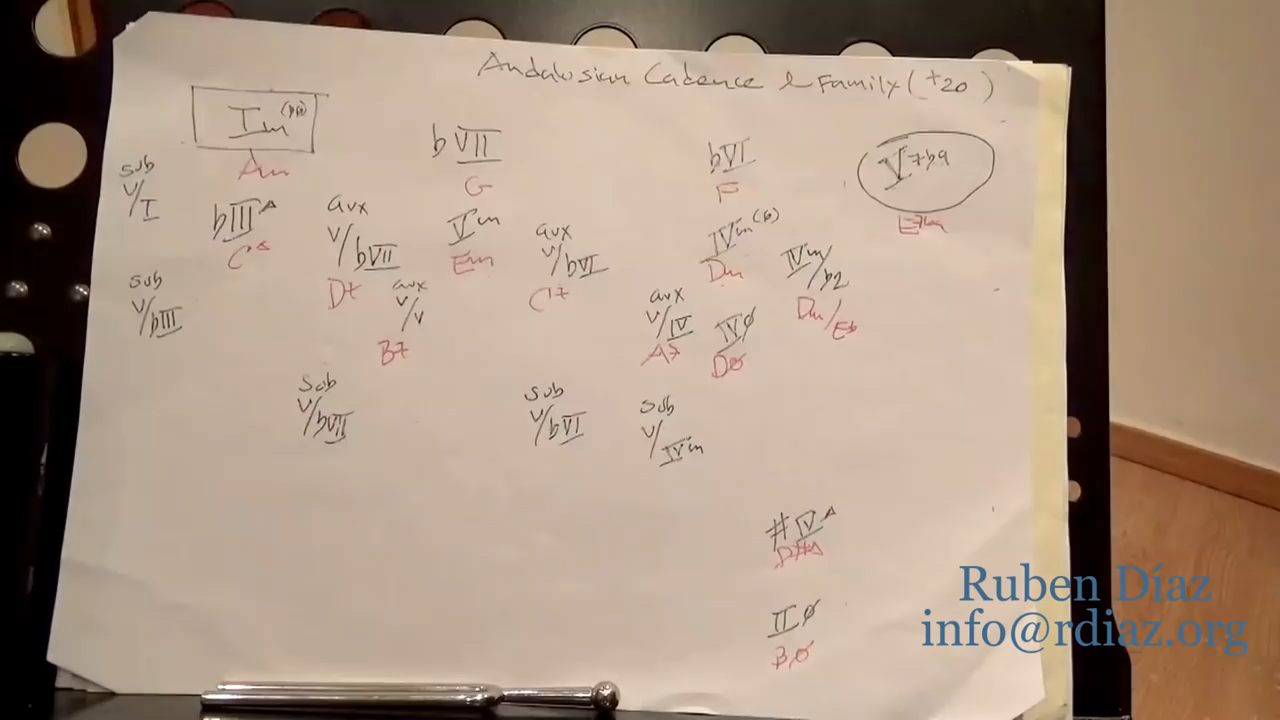 Andalusian Cadence & Family (+20)
Im(b6)
Am
bVII
G
bVI
F
V7b9
E7b9
sub
V/I
bIIIΔ
CΔ
aux
V/bVII
D7
Vm
Em
aux
V/bVI
C7
IVm(6)
Dm
IVm/b2
Dm/Eb
sub
V/bIII
aux
V/V
B7
aux
V/IV
A7
IVø
Dø
sub
V/bVII
sub
V/bVI
sub
V/IVm
#IVΔ
D#Δ
IIø
Bø
Ruben Díaz
info@rdiaz.org